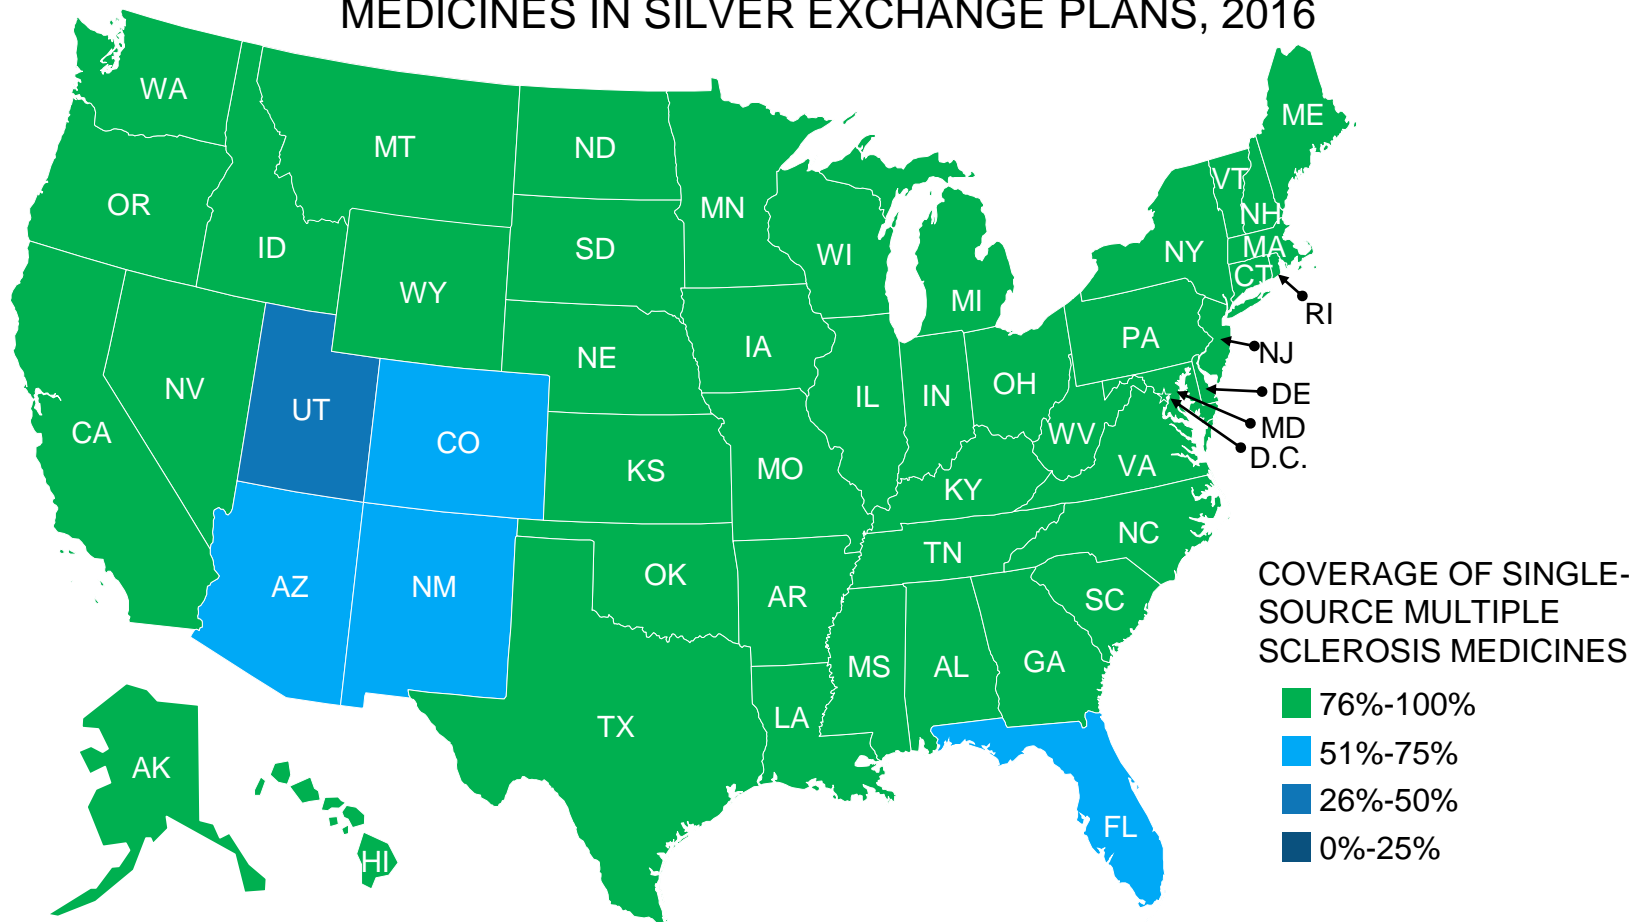 MEDICINES IN SILVER EXCHANGE PLANS, 2016
WA
MT
ND
MN
ME
OR
ID
SD
WI
VT
NH
NY
MA
CT
WY
MI
RI
NE
IA
PA
NJ
NV
UT
IL
IN
OH
DE
CA
CO
WV
MD
D.C.
KS
MO
KY
VA
AZ
NM
OK
AR
TN
NC
SC
TX
LA
MS
AL
GA
AK
HI
FL
COVERAGE OF SINGLE-
SOURCE MULTIPLE
SCLEROSIS MEDICINES
76%-100%
51%-75%
26%-50%
0%-25%